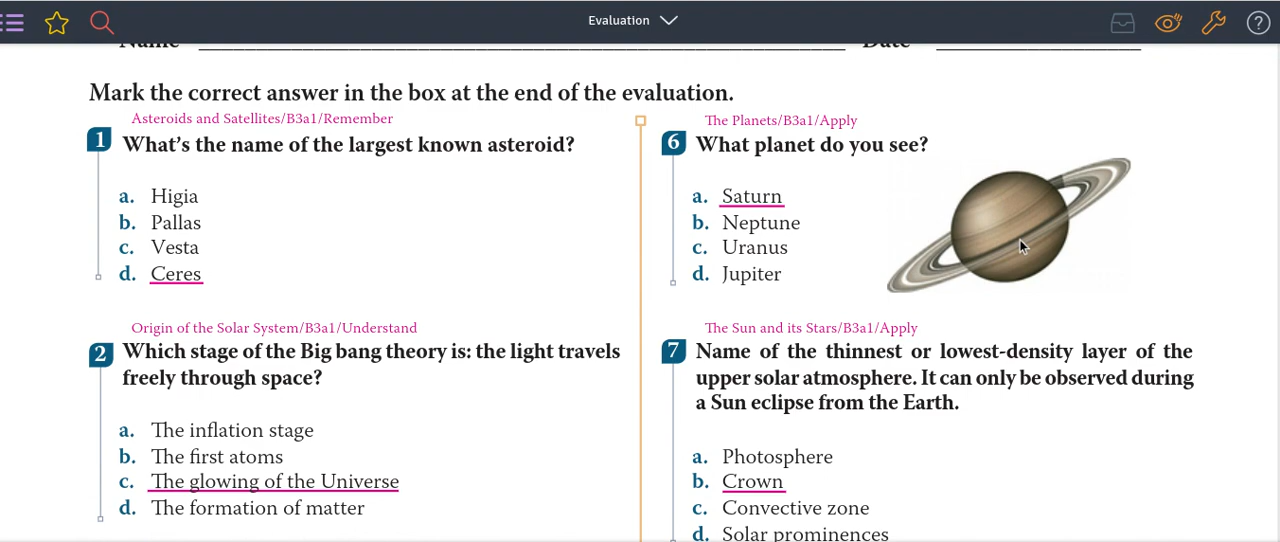 Evaluation
Name Date
Mark the correct answer in the box at the end of the evaluation.
Asteroids and Satellites/B3a1/Remember
1 What's the name of the largest known asteroid?
a. Higia
b. Pallas
c. Vesta
d. Ceres
Origin of the Solar System/B3a1/Understand
2 Which stage of the Big bang theory is: the light travels
freely through space?
a. The inflation stage
b. The first atoms
c. The glowing of the Universe
d. The formation of matter
The Planets/B3a1/Apply
6 What planet do you see?
a. Saturn
b. Neptune
c. Uranus
d. Jupiter
The Sun and its Stars/B3a1/Apply
7 Name of the thinnest or lowest-density layer of the
upper solar atmosphere. It can only be observed during
a Sun eclipse from the Earth.
a. Photosphere
b. Crown
c. Convective zone
d. Solar prominences